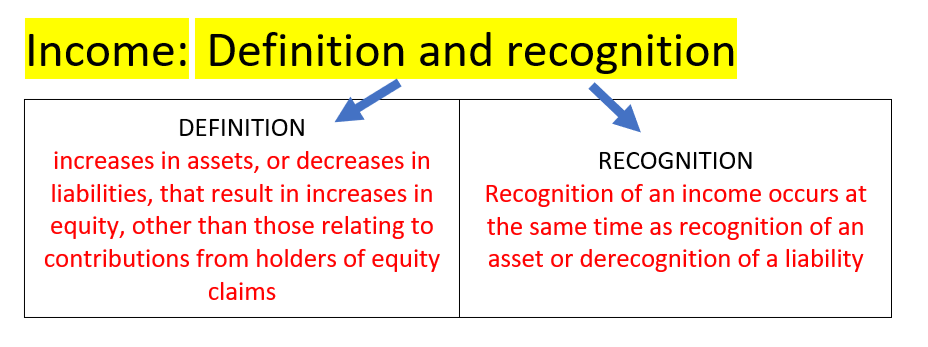 Income: Definition and recognition
DEFINITION
increases in assets, or decreases in
liabilities, that result in increases in
equity, other than those relating to
contributions from holders of equity
claims
RECOGNITION
Recognition of an income occurs at
the same time as recognition of an
asset or derecognition of a liability